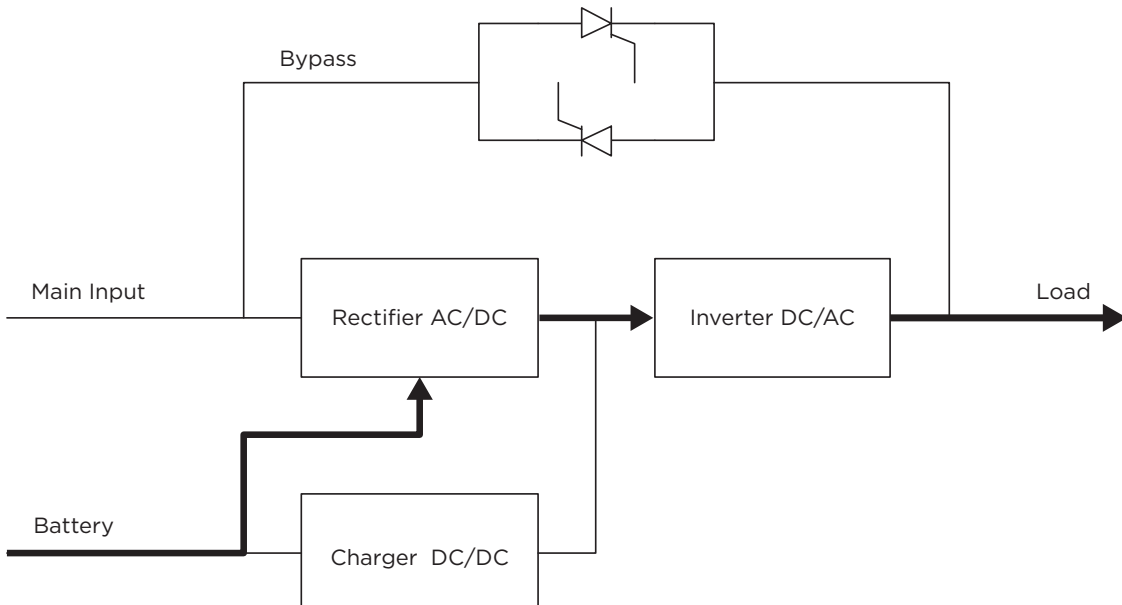 Bypass
Main Input
Rectifier AC/DC
Inverter DC/AC
Load
Battery
Charger DC/DC